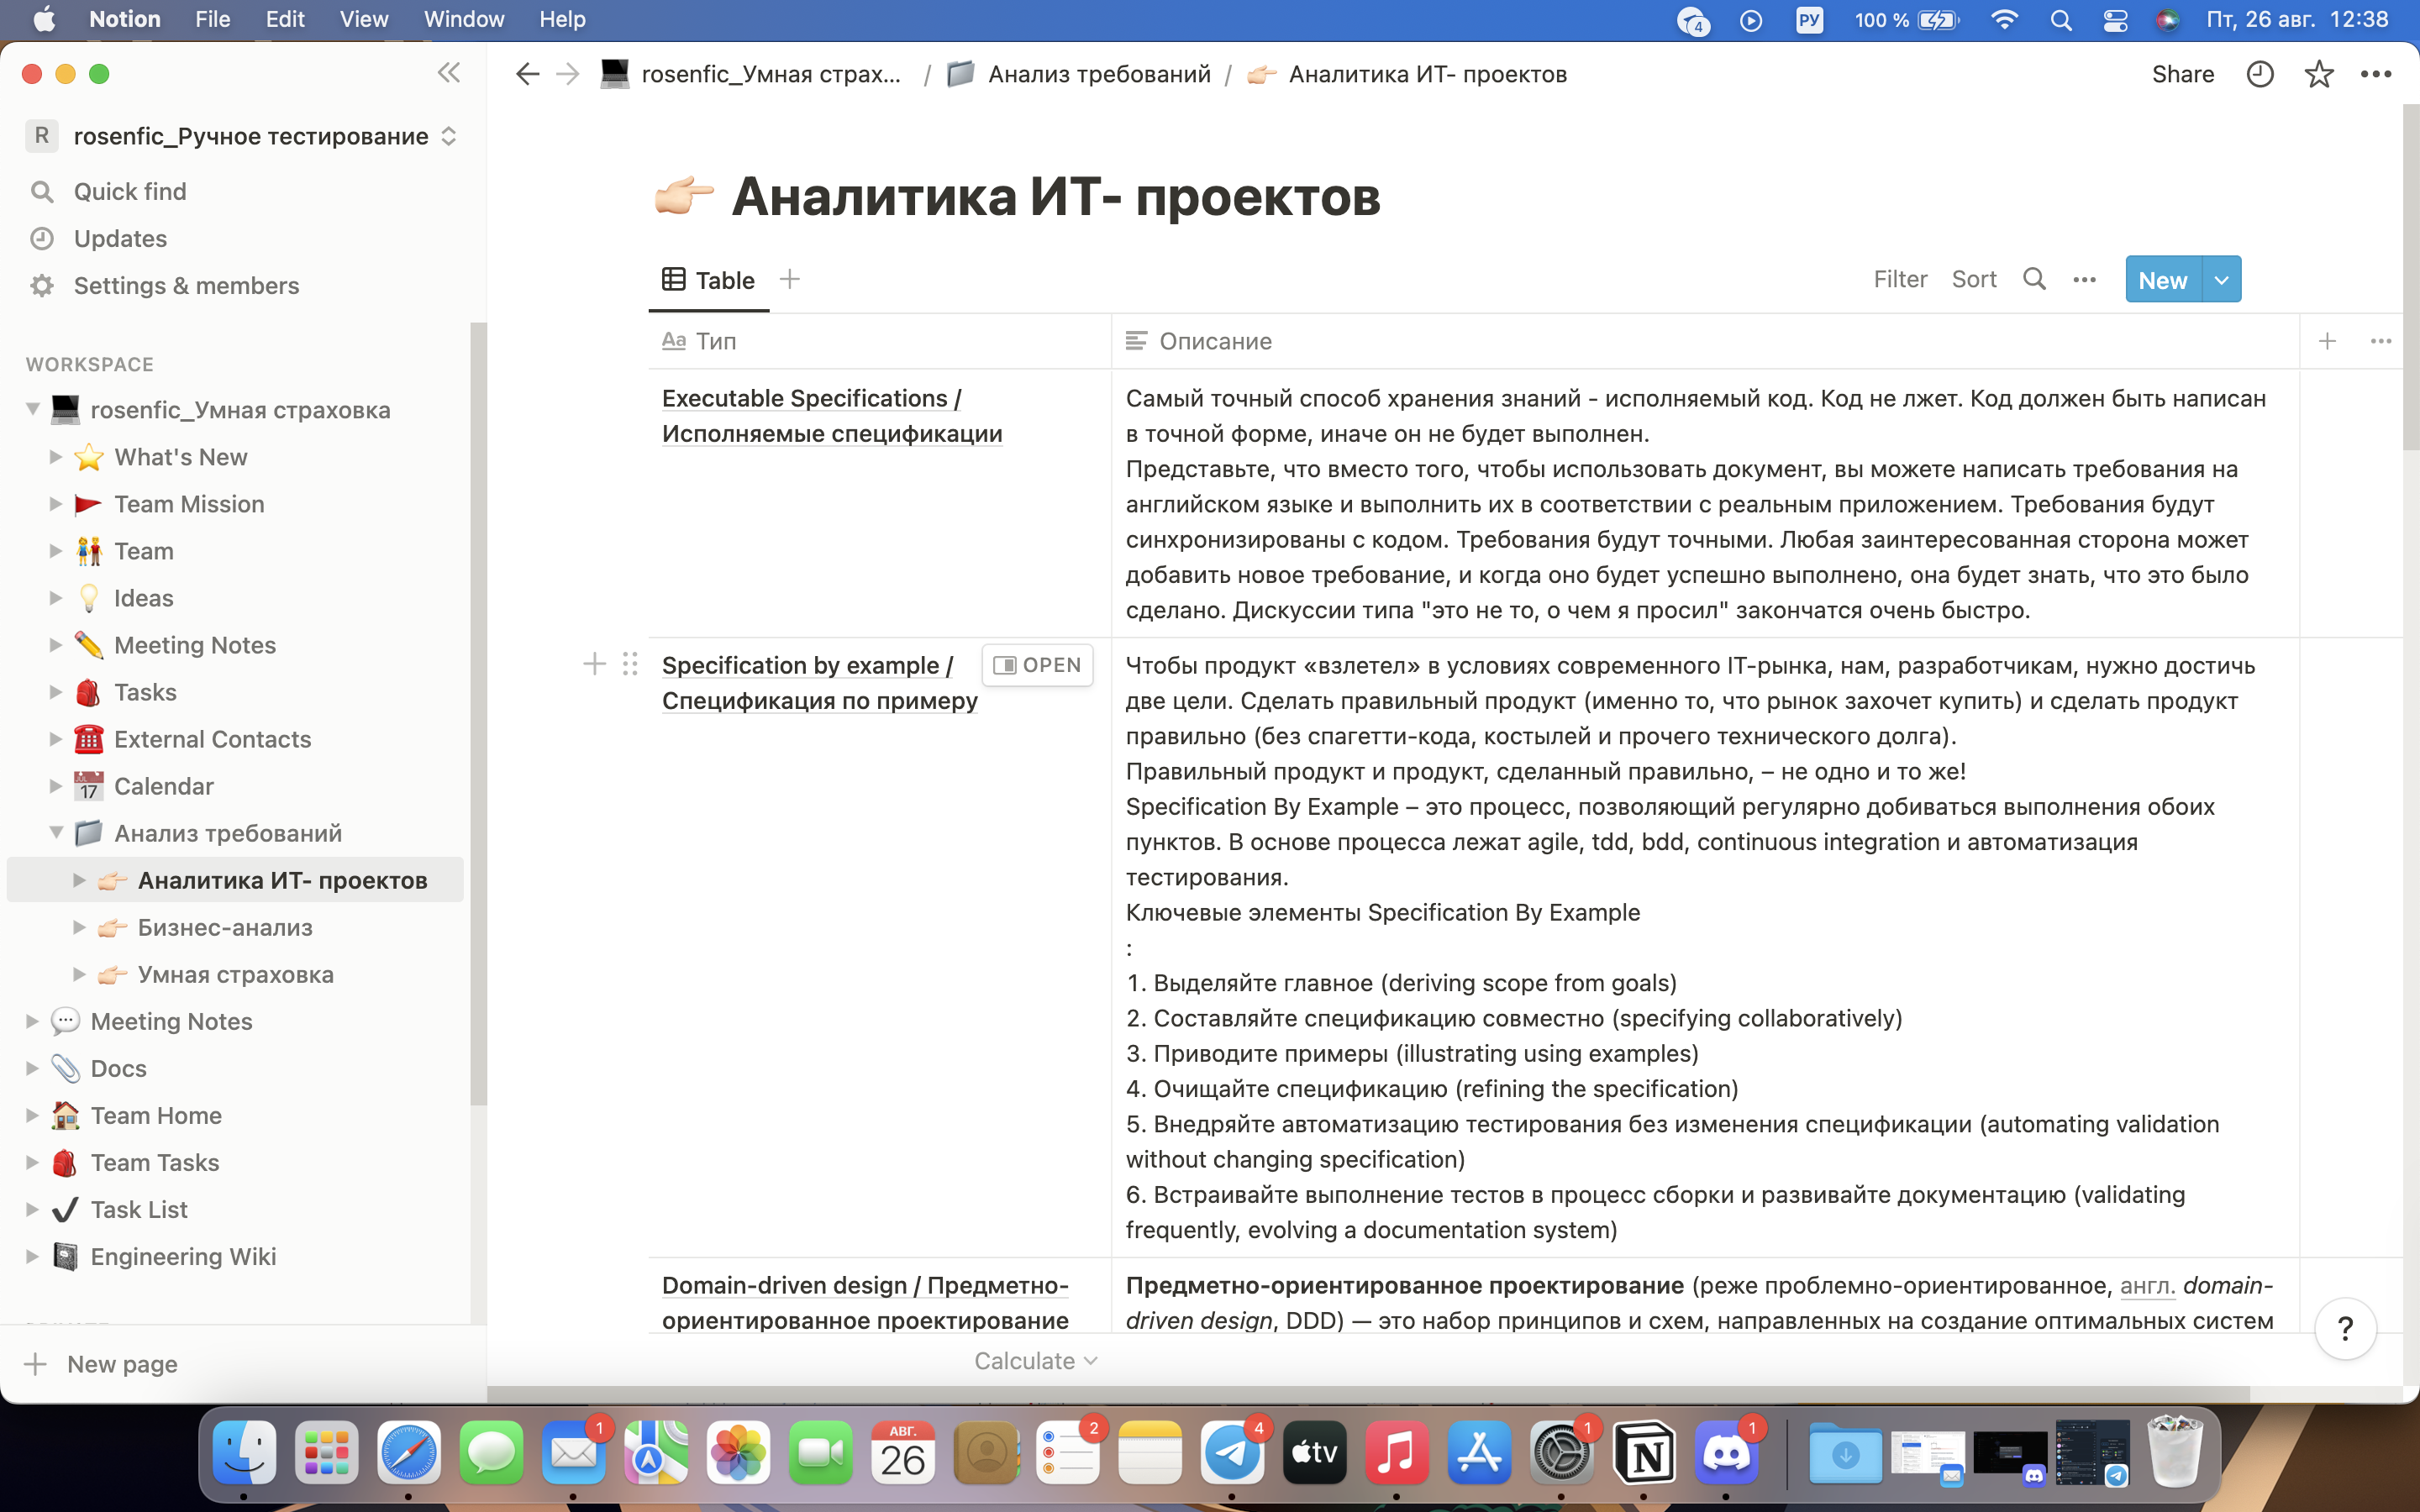 Notion File Edit View Window Help 4 РУ 100 % Пт, 26 авг. 12:38
rosenfic_Умная страх... / Анализ требований / Аналитика ИТ- проектов Share
R rosenfic_Ручное тестирование
Quick find
Updates
Settings & members
WORKSPACE
rosenfic_Умная страховка
What's New
Team Mission
Team
Ideas
Meeting Notes
Tasks
External Contacts
17 Calendar
Анализ требований
Аналитика ИТ- проектов
Бизнес-анализ
Умная страховка
Meeting Notes
Docs
Team Home
Team Tasks
Task List
Engineering Wiki
New page
Аналитика ИТ- проектов
Table Filter Sort New
Aa Тип Описание
Executable Specifications /
Исполняемые спецификации
Самый точный способ хранения знаний - исполняемый код. Код не лжет. Код должен быть написан
в точной форме, иначе он не будет выполнен.
Представьте, что вместо того, чтобы использовать документ, вы можете написать требования на
английском языке и выполнить их в соответствии с реальным приложением. Требования будут
синхронизированы с кодом. Требования будут точными. Любая заинтересованная сторона может
добавить новое требование, и когда оно будет успешно выполнено, она будет знать, что это было
сделано. Дискуссии типа "это не то, о чем я просил" закончатся очень быстро.
Specification by example / OPEN
Спецификация по примеру
Чтобы продукт «взлетел» в условиях современного IT-рынка, нам, разработчикам, нужно достичь
две цели. Сделать правильный продукт (именно то, что рынок захочет купить) и сделать продукт
правильно (без спагетти-кода, костылей и прочего технического долга).
Правильный продукт и продукт, сделанный правильно, – не одно и то же!
Specification By Example – это процесс, позволяющий регулярно добиваться выполнения обоих
пунктов. В основе процесса лежат agile, tdd, bdd, continuous integration и автоматизация
тестирования.
Ключевые элементы Specification By Example
:
1. Выделяйте главное (deriving scope from goals)
2. Составляйте спецификацию совместно (specifying collaboratively)
3. Приводите примеры (illustrating using examples)
4. Очищайте спецификацию (refining the specification)
5. Внедряйте автоматизацию тестирования без изменения спецификации (automating validation
without changing specification)
6. Встраивайте выполнение тестов в процесс сборки и развивайте документацию (validating
frequently, evolving a documentation system)
Domain-driven design / Предметно-
ориентированное проектирование
Предметно-ориентированное проектирование (реже проблемно-ориентированное, англ. domain-
driven design, DDD) — это набор принципов и схем, направленных на создание оптимальных систем
Calculate ?
1 АВГ. 26 2 4 tv 1 1